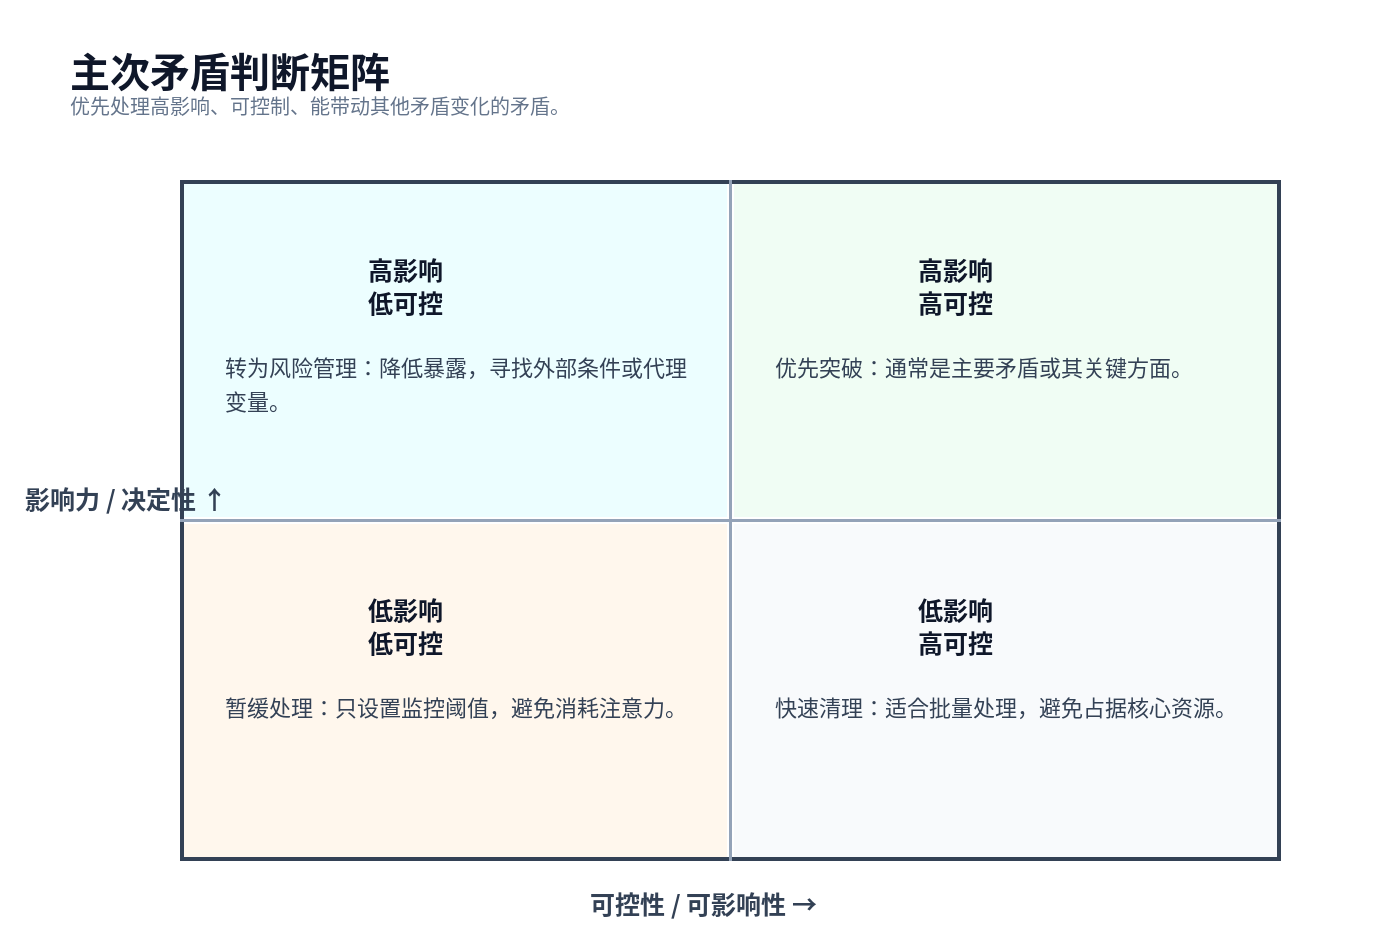 主次矛盾判断矩阵
优先处理高影响、可控制、能带动其他矛盾变化的矛盾。
高影响
低可控
转为风险管理：降低暴露，寻找外部条件或代理
变量。
高影响
高可控
优先突破：通常是主要矛盾或其关键方面。
影响力 / 决定性 ↑
低影响
低可控
暂缓处理：只设置监控阈值，避免消耗注意力。
低影响
高可控
快速清理：适合批量处理，避免占据核心资源。
可控性 / 可影响性 →